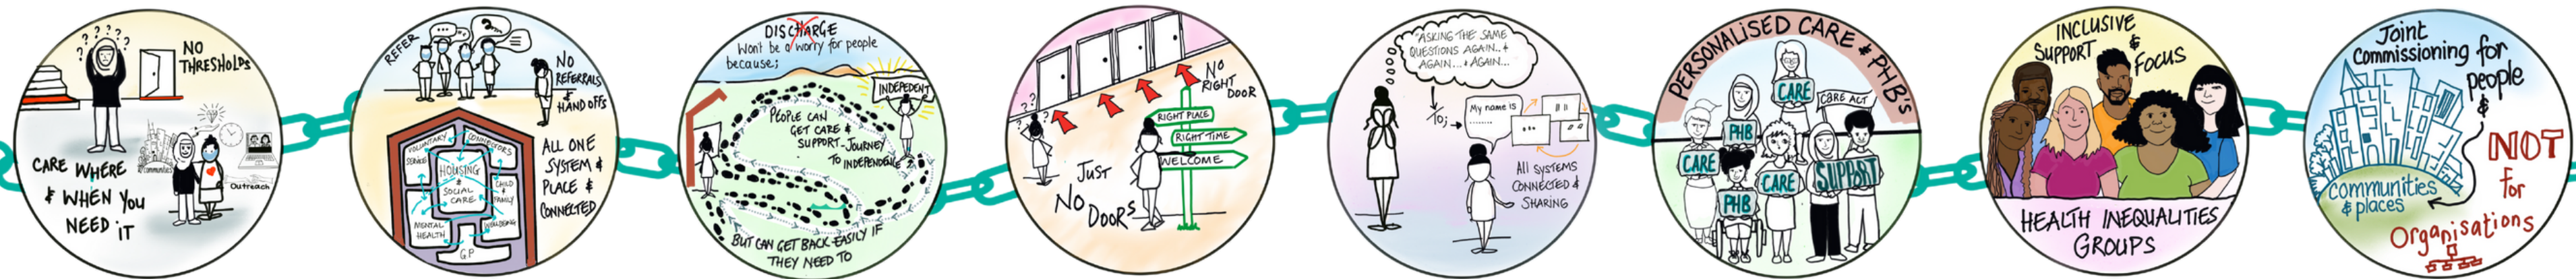 ? ? ? ? ? ?
NO
THRESHOLDS
communities
Outreach
CARE WHERE
& WHEN YOU
NEED IT
REFER
?
NO
REFERRALS
&
HAND OFFS
VOLUNTARY
SERVICES
CONNECTORS
HOUSING
&
SOCIAL
CARE
CHILD
&
FAMILY
MENTAL
HEALTH
WELLBEING
G.P
ALL ONE
SYSTEM &
PLACE &
CONNECTED
DISCHARGE
Won't be a worry for people
because;
INDEPEDENT
PEOPLE CAN
GET CARE &
SUPPORT-JOURNEY
TO INDEPENDENCE
BUT CAN GET BACK EASILY IF
THEY NEED TO
NO
RIGHT
DOOR
? ? ?
RIGHT PLACE
RIGHT TIME
WELCOME
JUST
NO DOORS
"ASKING THE SAME
QUESTIONS AGAIN..&
AGAIN...& AGAIN...
To;
My name is
........
All SYSTEMS
CONNECTED &
SHARING
PERSONALISED CARE & PHB's
CARE
CARE ACT
PHB
CARE
CARE
SUPPORT
PHB
INCLUSIVE
SUPPORT &
FOCUS
HEALTH INEQUALITIES
GROUPS
Joint
Commissioning for
people
&
communities
& places
NOT
for
Organisations